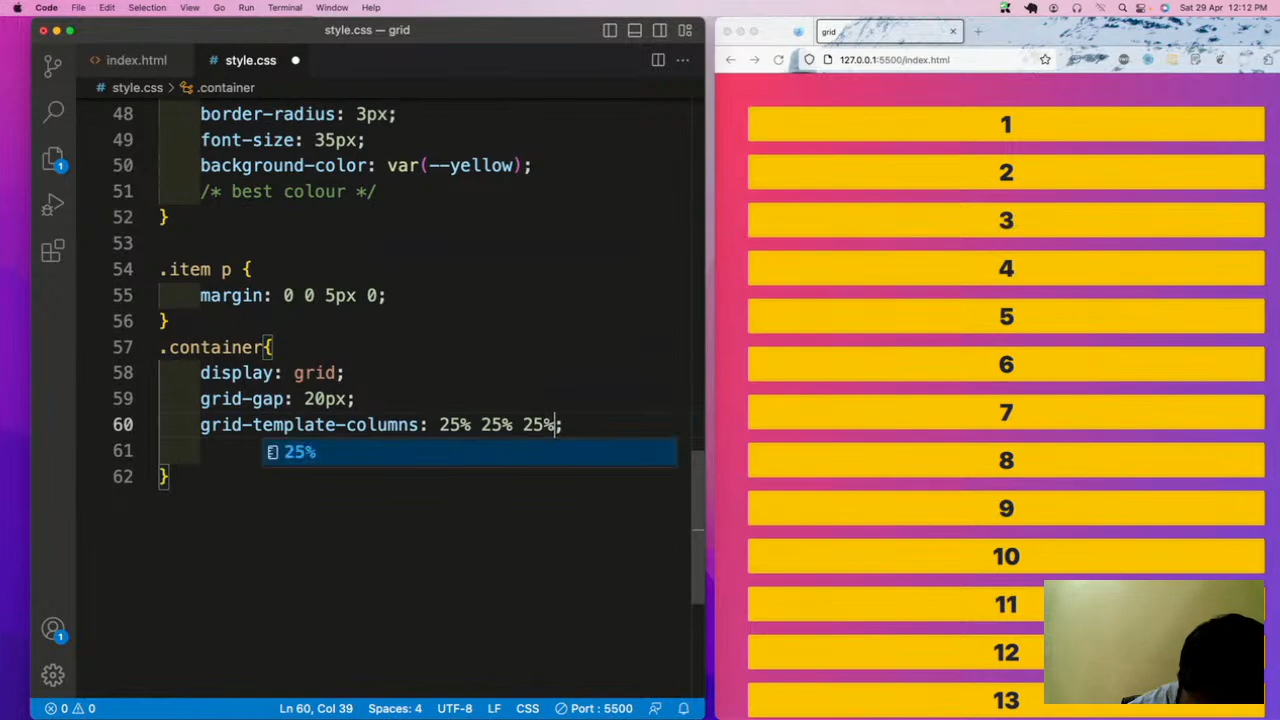 Code File Edit Selection View Go Run Terminal Window Help
Sat 29 Apr 12:12 PM
style.css — grid
index.html
# style.css
# style.css > .container
48 border-radius: 3px;
49 font-size: 35px;
50 background-color: var(--yellow);
51 /* best colour */
52 }
53
54 .item p {
55 margin: 0 0 5px 0;
56 }
57 .container{
58 display: grid;
59 grid-gap: 20px;
60 grid-template-columns: 25% 25% 25%;
61
25%
62 }
1
1
0 0
Ln 60, Col 39
Spaces: 4
UTF-8
LF
CSS
Port : 5500
grid
127.0.0.1:5500/index.html
1
2
3
4
5
6
7
8
9
10
11
12
13